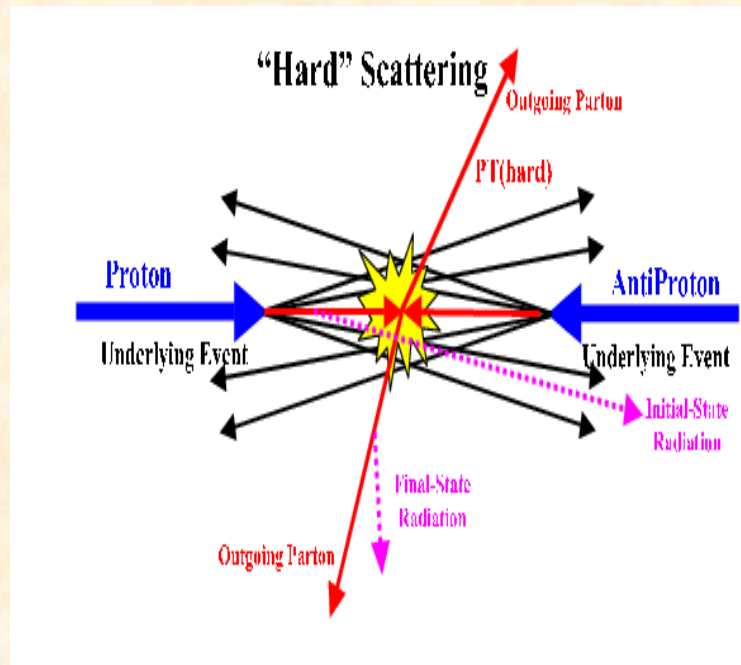 “Hard” Scattering
Outgoing Parton
PT(hard)
Proton
AntiProton
Underlying Event
Underlying Event
Initial-State
Radiation
Final-State
Radiation
Outgoing Parton